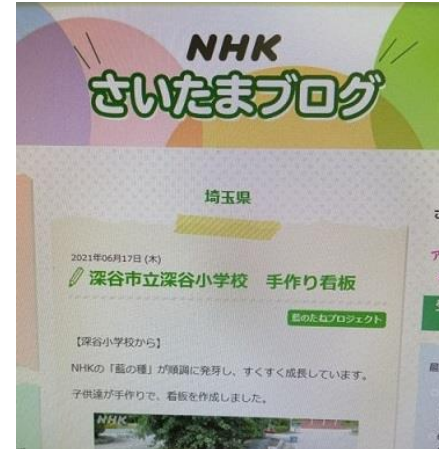 NHK
さいたまブログ
埼玉県
2021年06月17日 (木)
深谷市立深谷小学校 手作り看板
藍のたねプロジェクト
【深谷小学校から】
NHKの「藍の種」が順調に発芽し、すくすく成長しています。
子供達が手作りで、看板を作成しました。
NHK